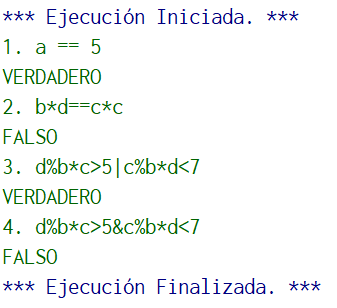 *** Ejecución Iniciada. ***
1. a == 5
VERDADERO
2. b*d==c*c
FALSO
3. d%b*c>5|c%b*d<7
VERDADERO
4. d%b*c>5&c%b*d<7
FALSO
*** Ejecución Finalizada. ***